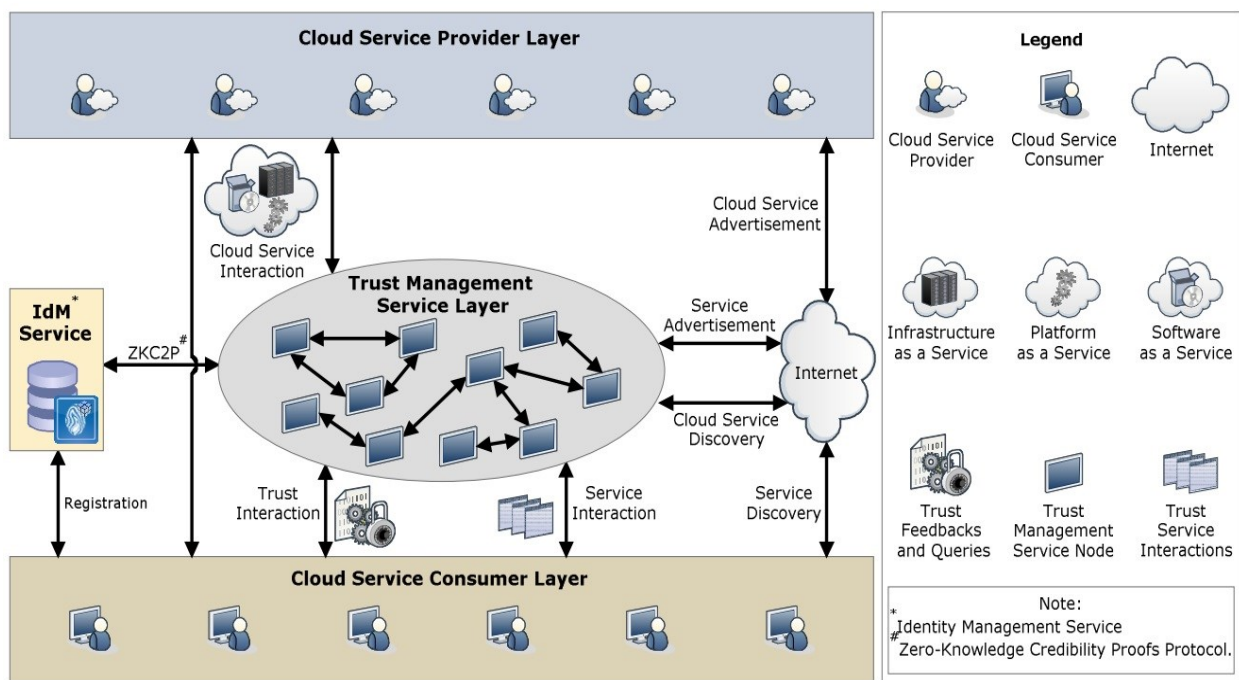 Cloud Service Provider Layer
Cloud Service
Interaction
Cloud Service
Advertisement
Trust Management
Service Layer
IdM*
Service
ZKC2P#
Service
Advertisement
Internet
Cloud Service
Discovery
Registration
Trust
Interaction
Service
Interaction
Service
Discovery
Cloud Service Consumer Layer
Legend
Cloud Service
Provider
Cloud Service
Consumer
Internet
Infrastructure
as a Service
Platform
as a Service
Software
as a Service
Trust
Feedbacks
and Queries
Trust
Management
Service Node
Trust
Service
Interactions
Note:
*Identity Management Service
#Zero-Knowledge Credibility Proofs Protocol.